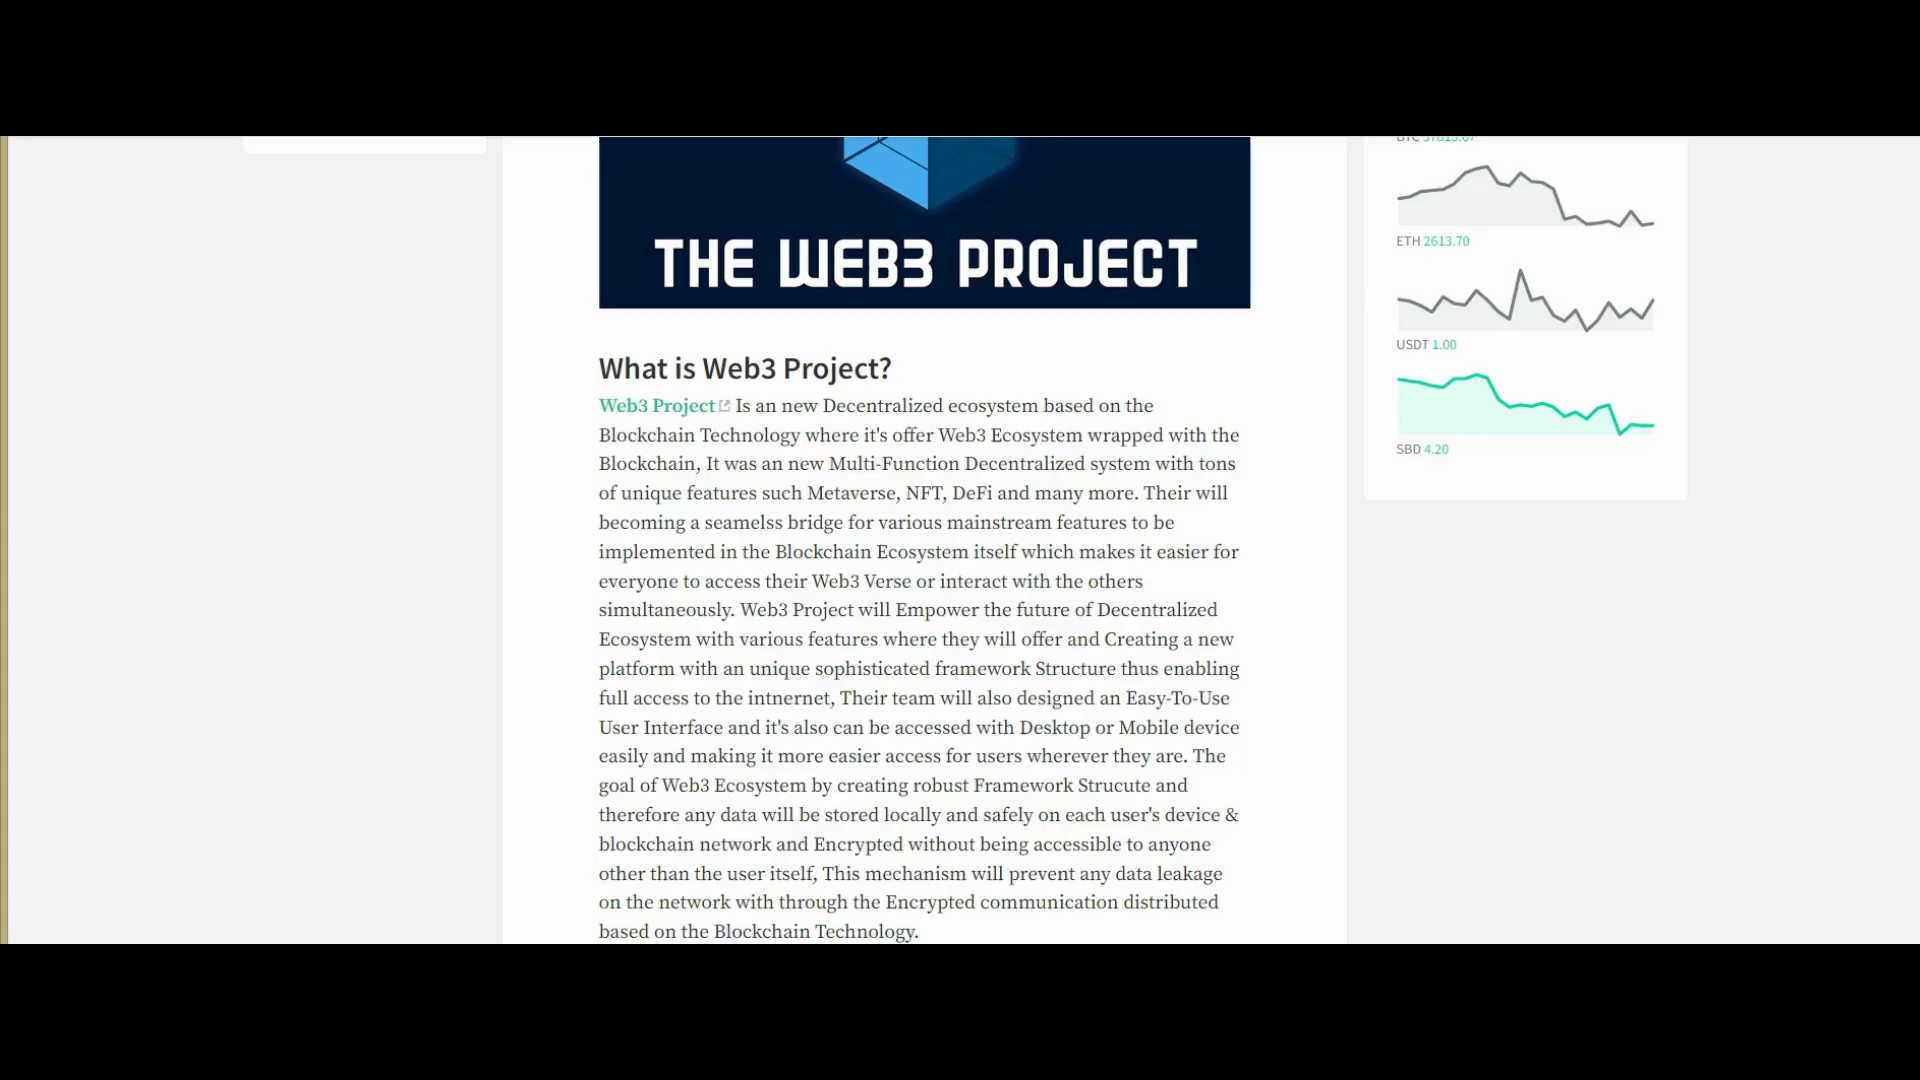 THE WEB3 PROJECT
What is Web3 Project?
Web3 Project Is an new Decentralized ecosystem based on the
Blockchain Technology where it's offer Web3 Ecosystem wrapped with the
Blockchain, It was an new Multi-Function Decentralized system with tons
of unique features such Metaverse, NFT, DeFi and many more. Their will
becoming a seamelss bridge for various mainstream features to be
implemented in the Blockchain Ecosystem itself which makes it easier for
everyone to access their Web3 Verse or interact with the others
simultaneously. Web3 Project will Empower the future of Decentralized
Ecosystem with various features where they will offer and Creating a new
platform with an unique sophisticated framework Structure thus enabling
full access to the intnernet, Their team will also designed an Easy-To-Use
User Interface and it's also can be accessed with Desktop or Mobile device
easily and making it more easier access for users wherever they are. The
goal of Web3 Ecosystem by creating robust Framework Strucute and
therefore any data will be stored locally and safely on each user's device &
blockchain network and Encrypted without being accessible to anyone
other than the user itself, This mechanism will prevent any data leakage
on the network with through the Encrypted communication distributed
based on the Blockchain Technology.
BTC
ETH 2613.70
USDT 1.00
SBD 4.20